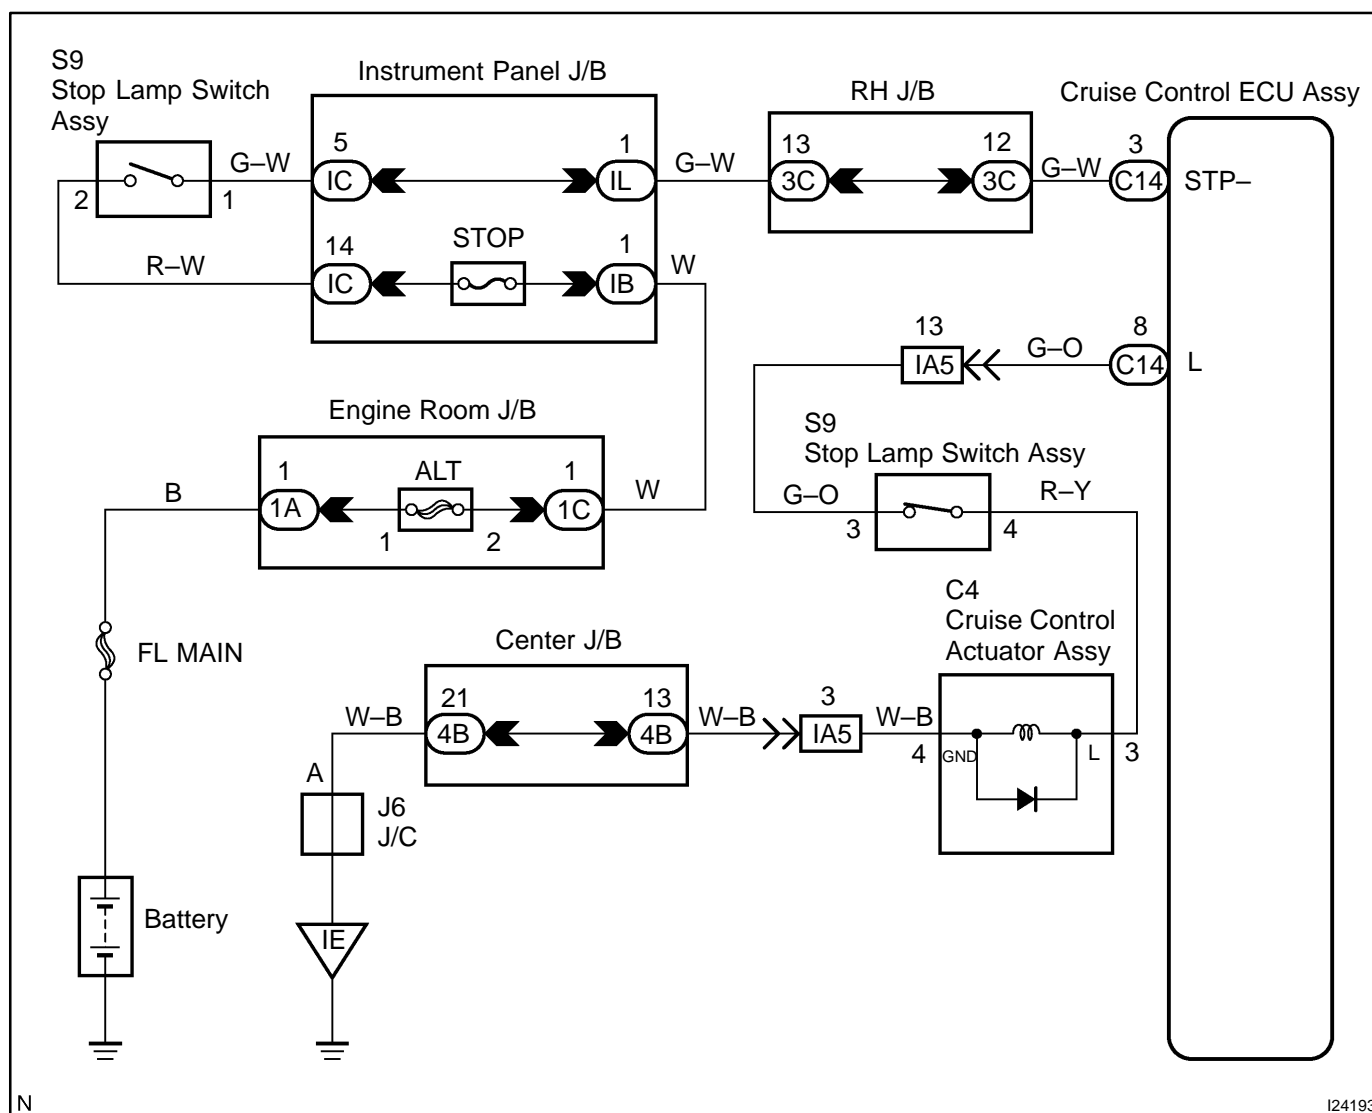 S9
Stop Lamp Switch
Assy
Instrument Panel J/B
RH J/B
Cruise Control ECU Assy
5
1
13
12
3
G–W
IC
IL
G–W
3C
3C
G–W
C14
STP–
2
1
14
STOP
1
R–W
IC
IB
W
13
8
IA5
G–O
C14
L
Engine Room J/B
S9
Stop Lamp Switch Assy
1
ALT
1
B
1A
1C
W
1
2
G–O
R–Y
3
4
C4
Cruise Control
Actuator Assy
FL MAIN
Center J/B
21
13
3
W–B
4B
4B
W–B
IA5
W–B
4
GND
L
3
A
J6
J/C
Battery
IE
N
I24193